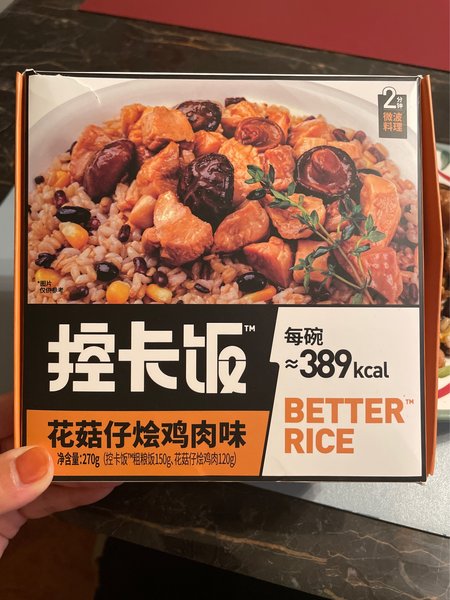 2分钟
微波
料理
*图片
仅供参考
控卡饭™
每碗
≈389kcal
BETTER™
RICE
花菇仔烩鸡肉味
净含量:270g (控卡饭™粗粮饭150g, 花菇仔烩鸡肉120g)